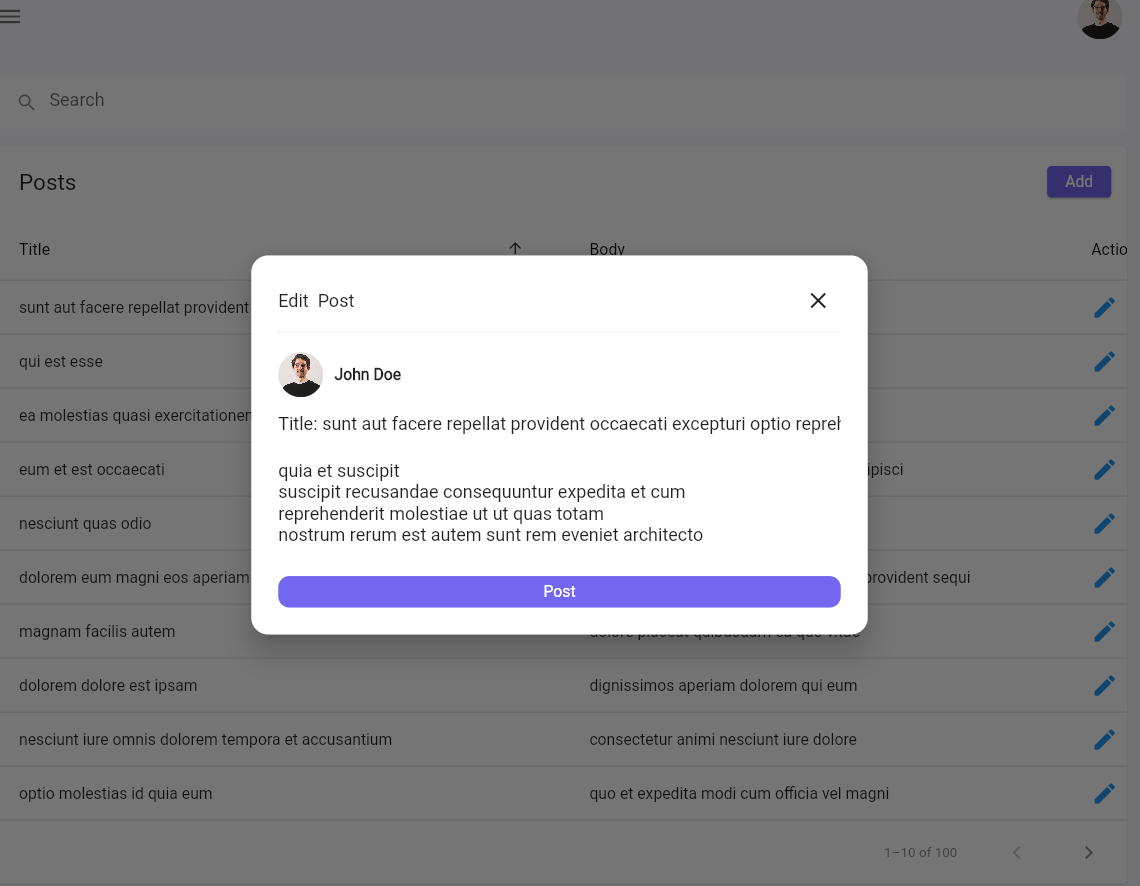 Search
Posts
Add
Title
Body
Actio
sunt aut facere repellat provident
qui est esse
ea molestias quasi exercitationem
eum et est occaecati
ipisci
nesciunt quas odio
dolorem eum magni eos aperiam
provident sequi
magnam facilis autem
dolorem dolore est ipsam
dignissimos aperiam dolorem qui eum
nesciunt iure omnis dolorem tempora et accusantium
consectetur animi nesciunt iure dolore
optio molestias id quia eum
quo et expedita modi cum officia vel magni
1–10 of 100
Edit Post
John Doe
Title: sunt aut facere repellat provident occaecati excepturi optio repreh
quia et suscipit
suscipit recusandae consequuntur expedita et cum
reprehenderit molestiae ut ut quas totam
nostrum rerum est autem sunt rem eveniet architecto
Post